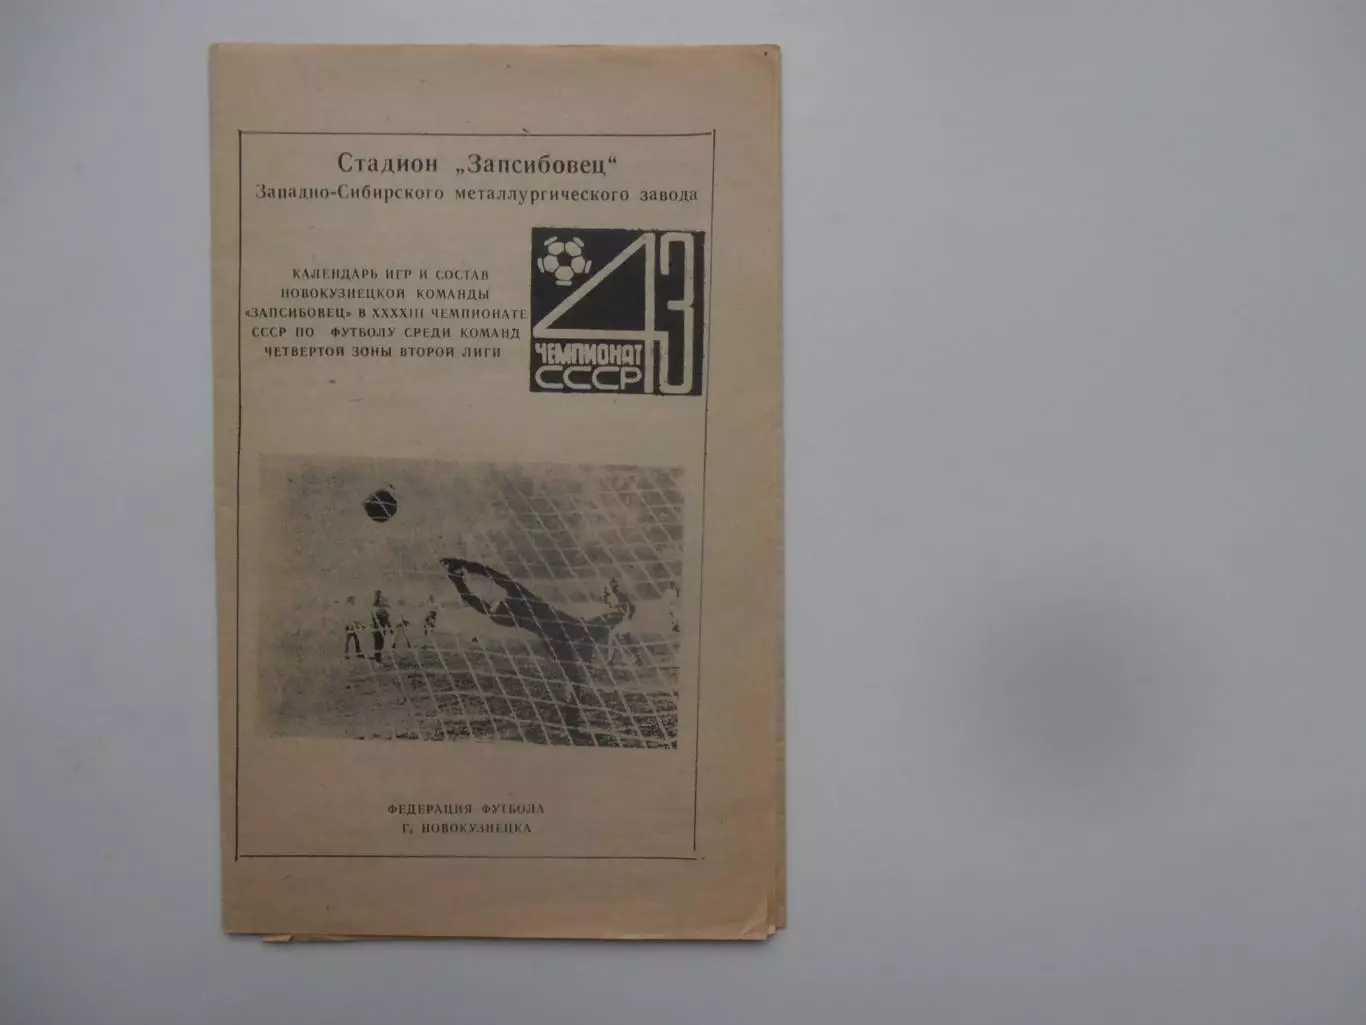 Стадион „Запсибовец“
Западно-Сибирского металлургического завода
КАЛЕНДАРЬ ИГР И СОСТАВ
НОВОКУЗНЕЦКОЙ КОМАНДЫ
«ЗАПСИБОВЕЦ» В XXXXIII ЧЕМПИОНАТЕ
СССР ПО ФУТБОЛУ СРЕДИ КОМАНД
ЧЕТВЕРТОЙ ЗОНЫ ВТОРОЙ ЛИГИ
43
ЧЕМПИОНАТ
СССР
ФЕДЕРАЦИЯ ФУТБОЛА
Г. НОВОКУЗНЕЦКА